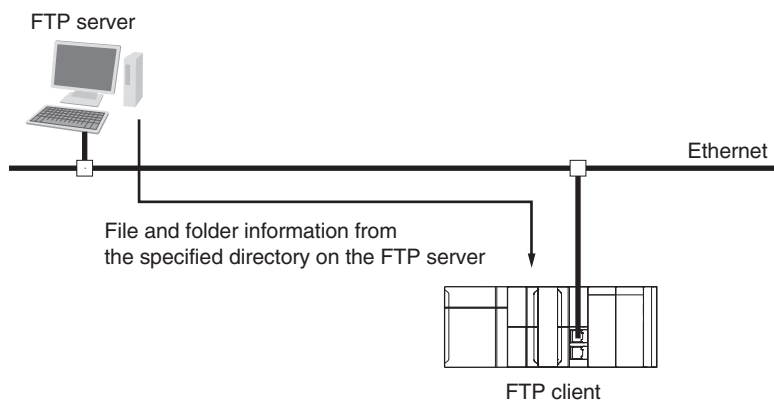 FTP server
Ethernet
File and folder information from
the specified directory on the FTP server
FTP client